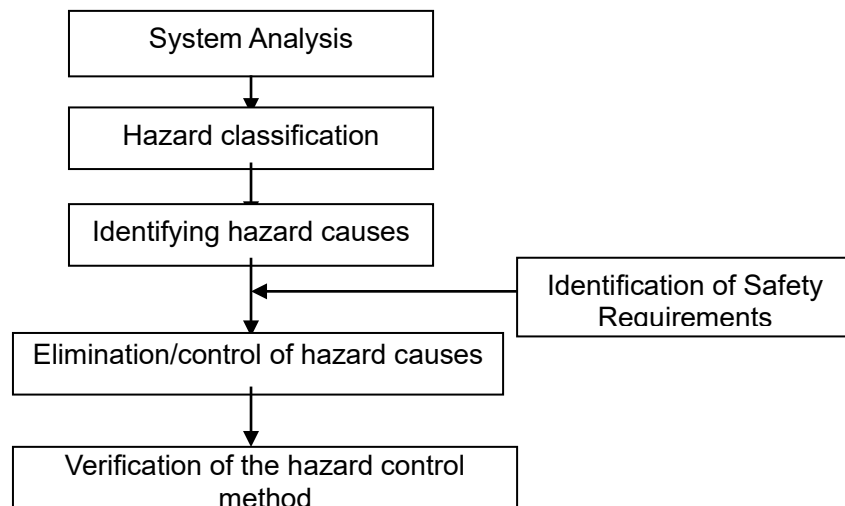 System Analysis
Hazard classification
Identifying hazard causes
Identification of Safety
Requirements
Elimination/control of hazard causes
Verification of the hazard control
method